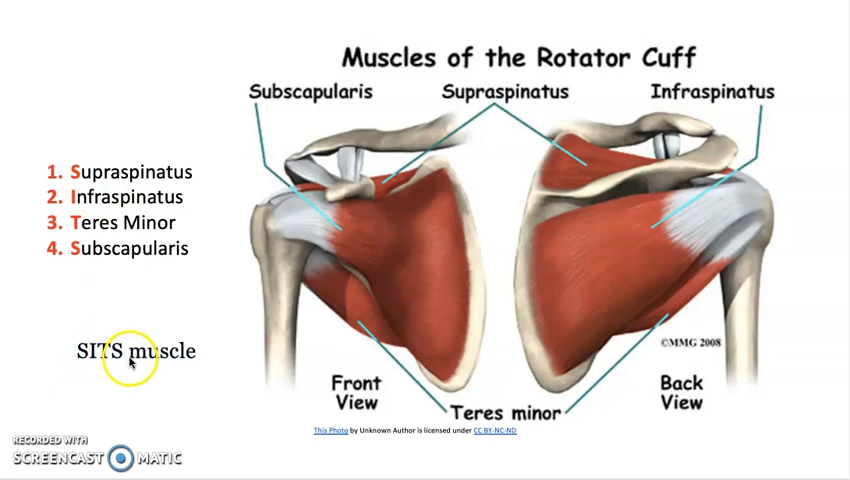 Muscles of the Rotator Cuff
Subscapularis
Supraspinatus
Infraspinatus
1. Supraspinatus
2. Infraspinatus
3. Teres Minor
4. Subscapularis
SITS muscle
©MMG 2008
Front
View
Back
View
Teres minor
This Photo by Unknown Author is licensed under CC BY-NC-ND
RECORDED WITH
SCREENCAST MATIC